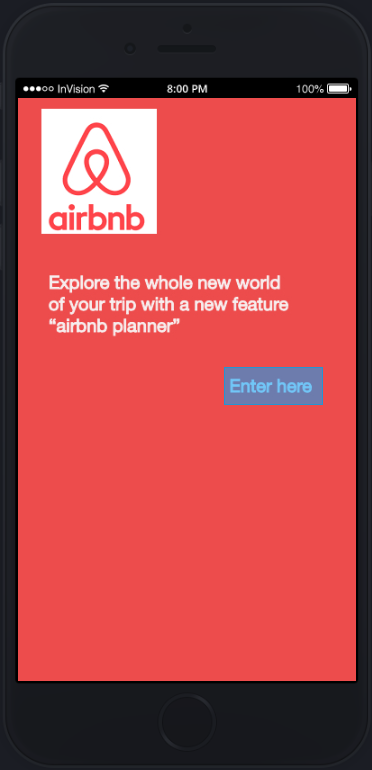 InVision 8:00 PM 100%
airbnb
Explore the whole new world
of your trip with a new feature
“airbnb planner”
Enter here